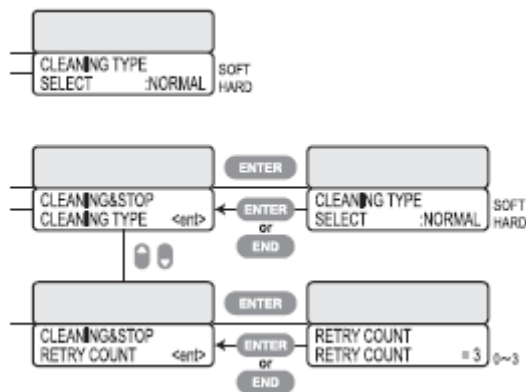 CLEANING TYPE
SELECT :NORMAL
SOFT
HARD
ENTER
CLEANING&STOP
CLEANING TYPE <ent>
ENTER
or
END
CLEANING TYPE
SELECT :NORMAL
SOFT
HARD
ENTER
CLEANING&STOP
RETRY COUNT <ent>
ENTER
or
END
RETRY COUNT
RETRY COUNT = 3
0~3